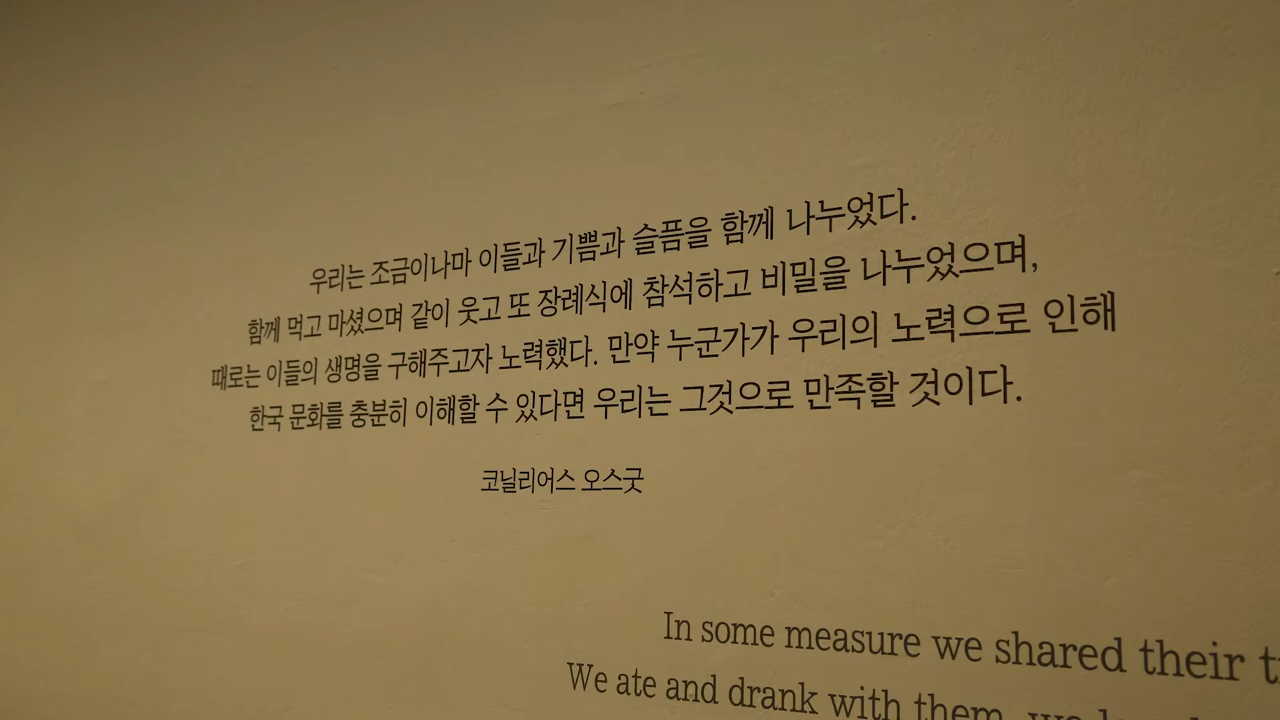 우리는 조금이나마 이들과 기쁨과 슬픔을 함께 나누었다.
함께 먹고 마셨으며 같이 웃고 또 장례식에 참석하고 비밀을 나누었으며,
때로는 이들의 생명을 구해주고자 노력했다. 만약 누군가가 우리의 노력으로 인해
한국 문화를 충분히 이해할 수 있다면 우리는 그것으로 만족할 것이다.
코닐리어스 오스굿
In some measure we shared their
We ate and drank with them, we